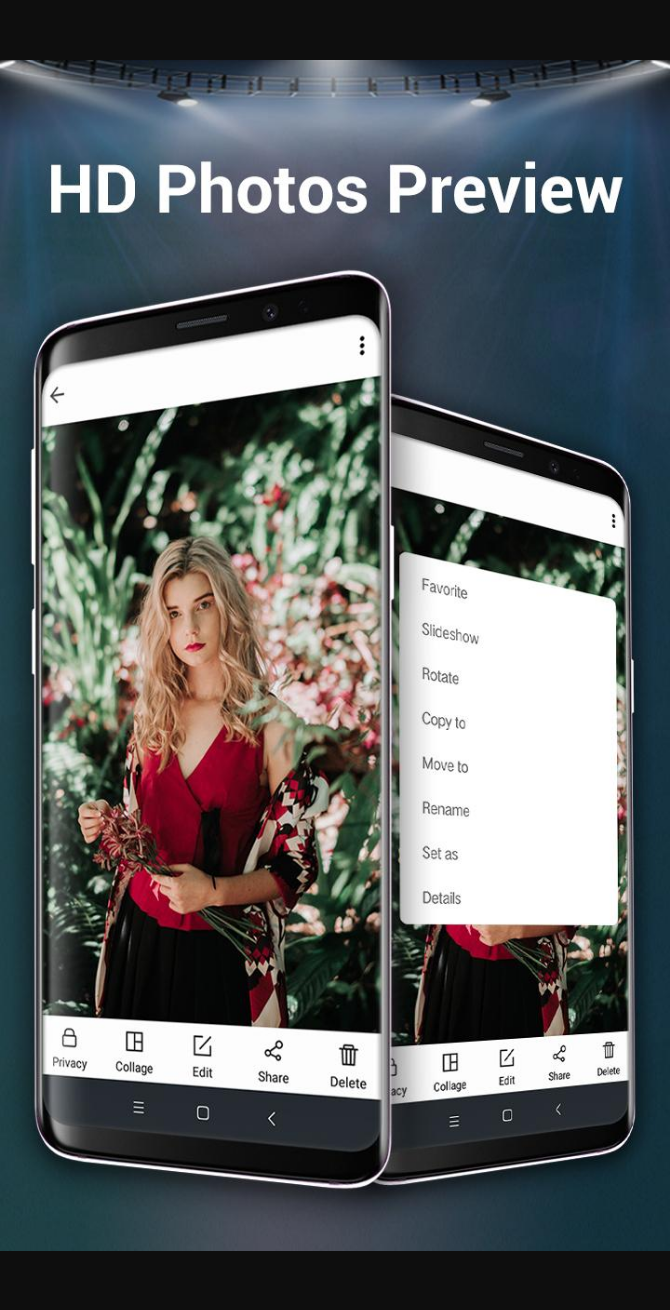 HD Photos Preview
Privacy
Collage
Edit
Share
Delete
Favorite
Slideshow
Rotate
Copy to
Move to
Rename
Set as
Details
acy
Collage
Edit
Share
Delete